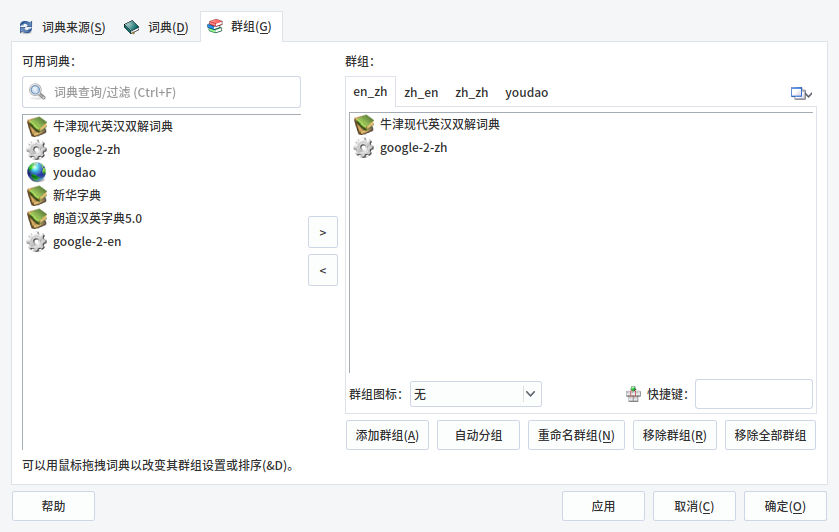 词典来源(S) 词典(D) 群组(G)
可用词典:
词典查询/过滤 (Ctrl+F)
牛津现代英汉双解词典
google-2-zh
youdao
新华字典
朗道汉英字典5.0
google-2-en
>
<
群组:
en_zh zh_en zh_zh youdao
牛津现代英汉双解词典
google-2-zh
群组图标: 无 快捷键:
添加群组(A) 自动分组 重命名群组(N) 移除群组(R) 移除全部群组
可以用鼠标拖拽词典以改变其群组设置或排序(&D)。
帮助 应用 取消(C) 确定(O)